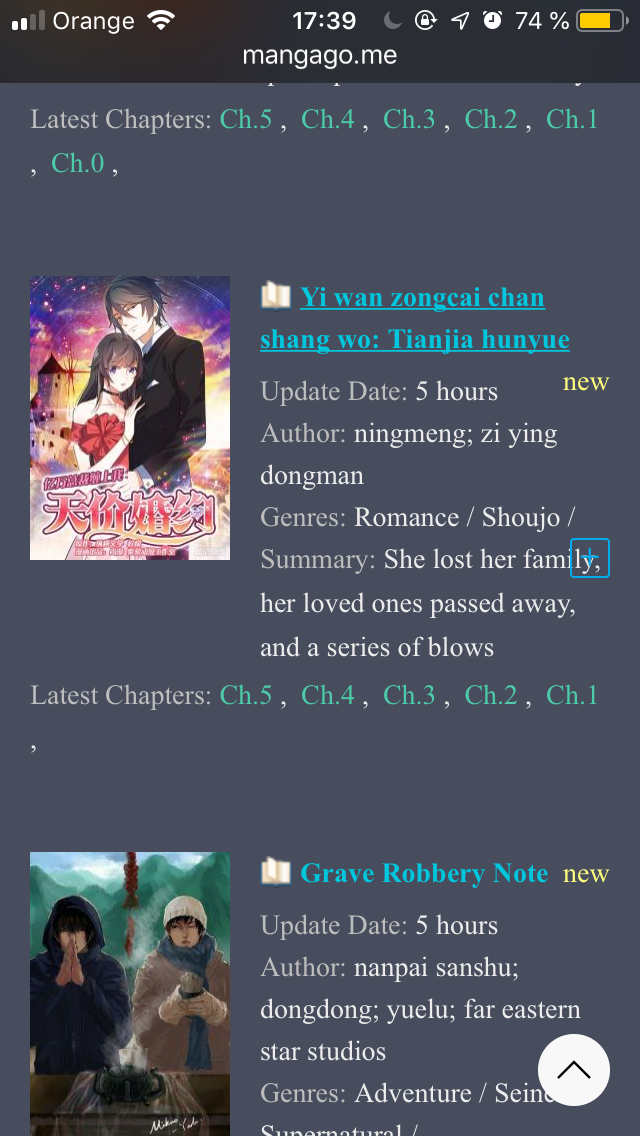 Orange 17:39 74 %
mangago.me
Latest Chapters: Ch.5 , Ch.4 , Ch.3 , Ch.2 , Ch.1
, Ch.0 ,
Yi wan zongcai chan
shang wo: Tianjia hunyue
new
Update Date: 5 hours
Author: ningmeng; zi ying
dongman
Genres: Romance / Shoujo /
Summary: She lost her family,
her loved ones passed away,
and a series of blows
亿万总裁缠上我:
天价婚约
Latest Chapters: Ch.5 , Ch.4 , Ch.3 , Ch.2 , Ch.1
,
Grave Robbery Note new
Update Date: 5 hours
Author: nanpai sanshu;
dongdong; yuelu; far eastern
star studios
Genres: Adventure / Seine
Supernatural /